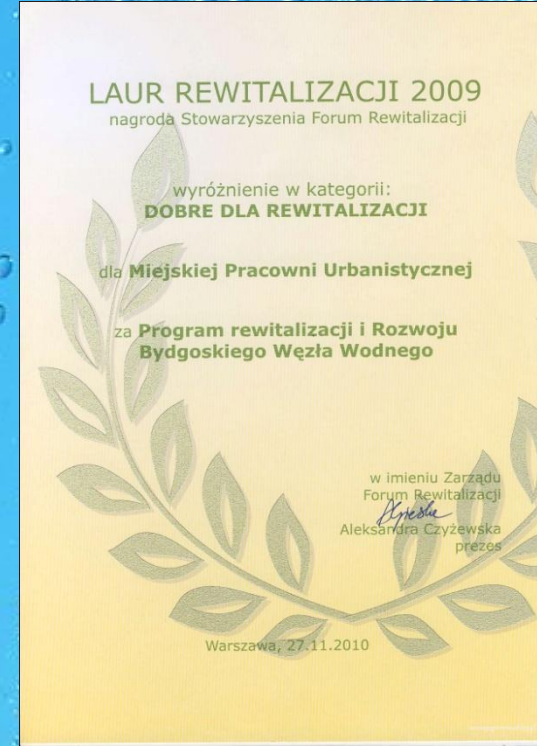 LAUR REWITALIZACJI 2009
nagroda Stowarzyszenia Forum Rewitalizacji
wyróżnienie w kategorii:
DOBRE DLA REWITALIZACJI
dla Miejskiej Pracowni Urbanistycznej
za Program rewitalizacji i Rozwoju
Bydgoskiego Węzła Wodnego
w imieniu Zarządu
Forum Rewitalizacji
Aleksandra Czyżewska
prezes
Warszawa, 27.11.2010